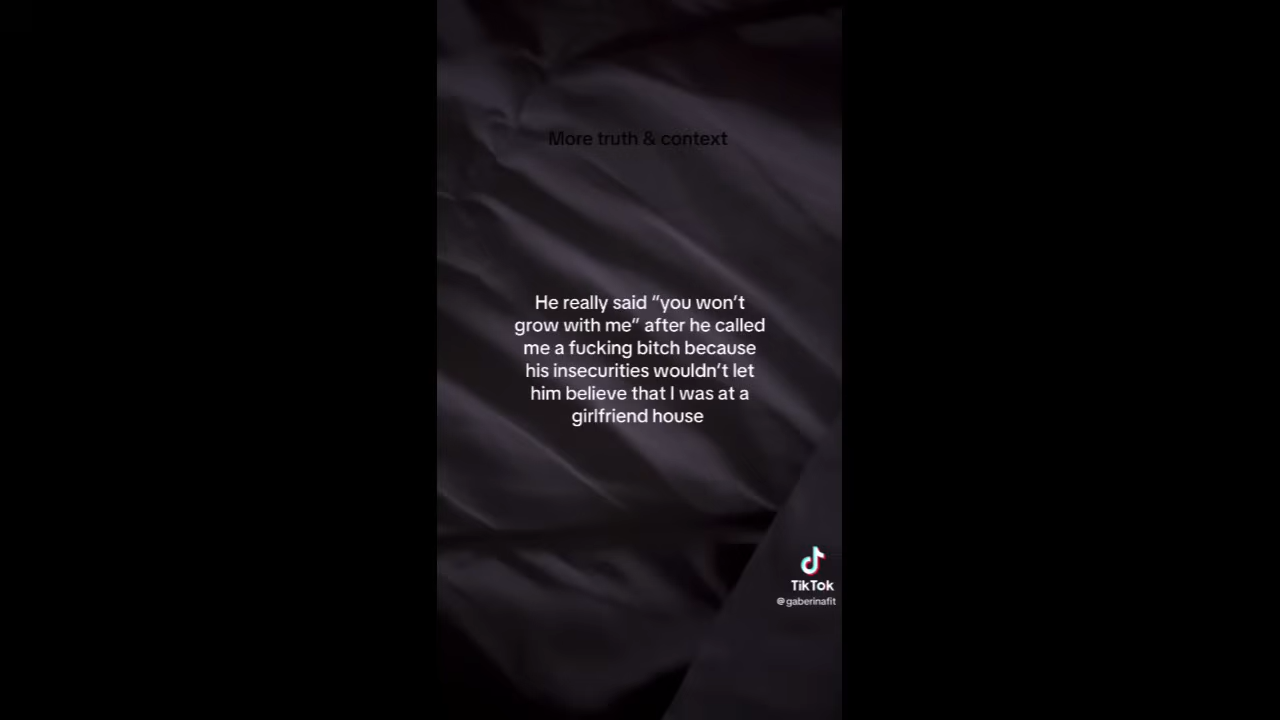 More truth & context
He really said “you won’t
grow with me” after he called
me a fucking bitch because
his insecurities wouldn’t let
him believe that I was at a
girlfriend house
TikTok
@gaberinafit